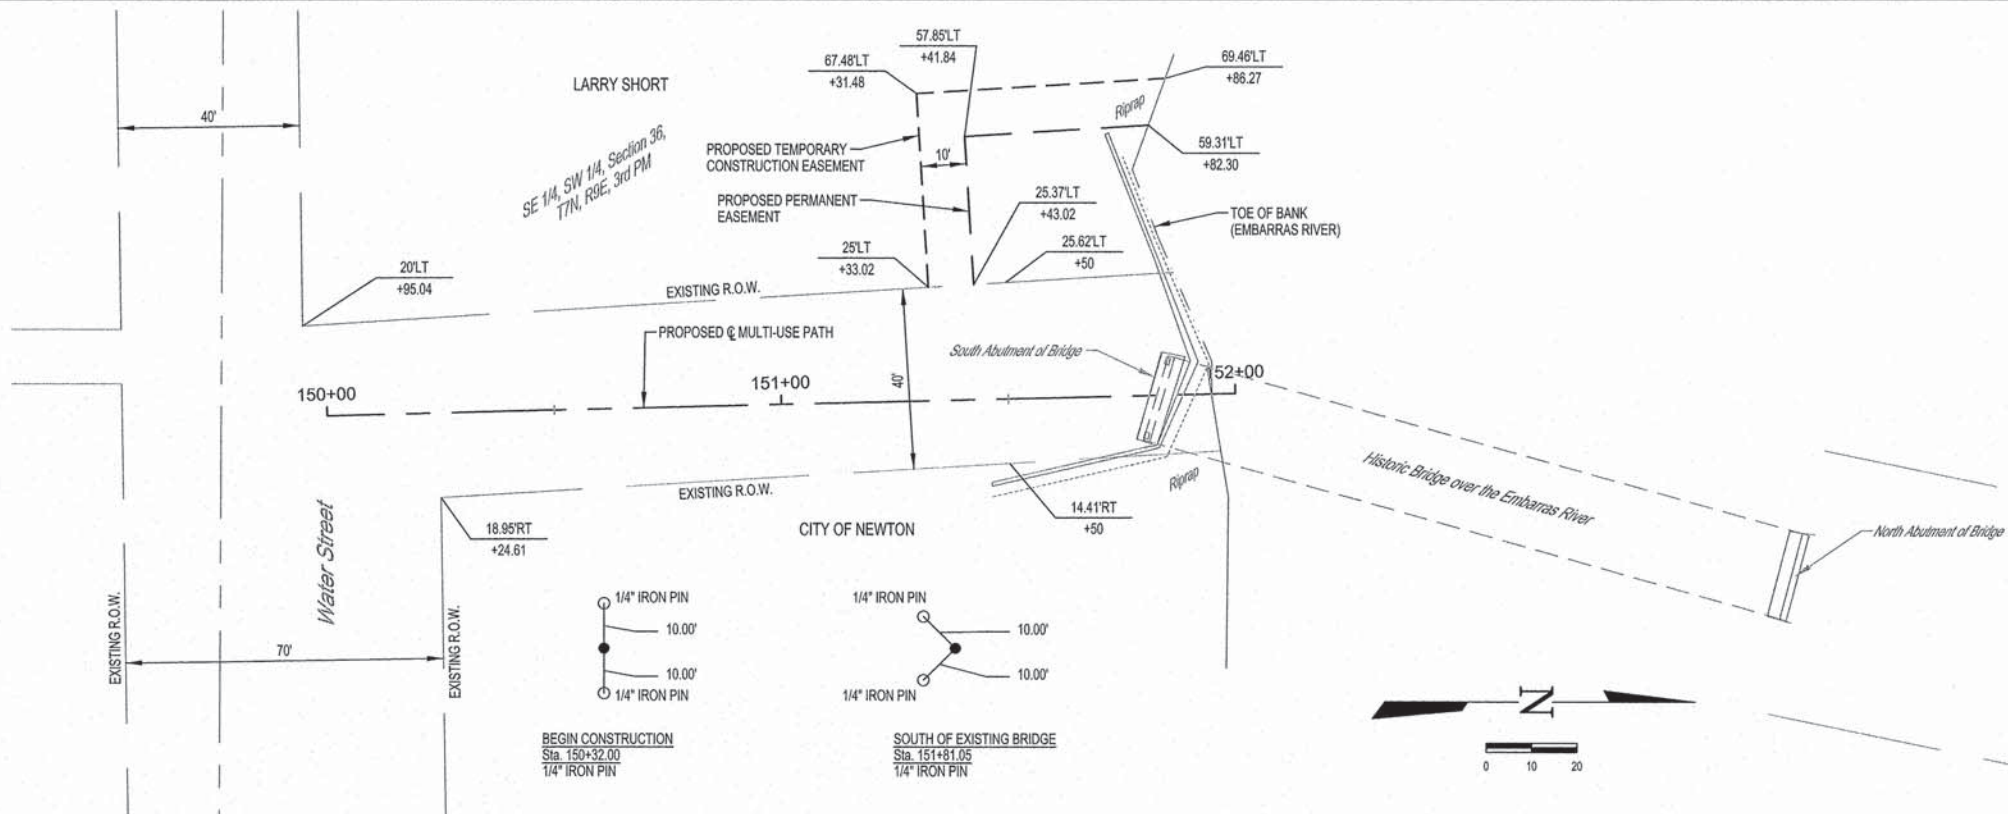 57.85'LT
+41.84
67.48'LT
+31.48
69.46'LT
+86.27
LARRY SHORT
40'
Riprap
SE 1/4, SW 1/4, Section 36,
T7N, R9E, 3rd PM
PROPOSED TEMPORARY
CONSTRUCTION EASEMENT
10'
59.31'LT
+82.30
PROPOSED PERMANENT
EASEMENT
25.37'LT
+43.02
TOE OF BANK
(EMBARRAS RIVER)
25'LT
+33.02
25.62'LT
+50
20'LT
+95.04
EXISTING R.O.W.
PROPOSED ℄ MULTI-USE PATH
South Abutment of Bridge
150+00
151+00
40'
152+00
Historic Bridge over the Embarras River
EXISTING R.O.W.
Riprap
18.95'RT
+24.61
CITY OF NEWTON
14.41'RT
+50
North Abutment of Bridge
Water Street
EXISTING R.O.W.
EXISTING R.O.W.
70'
1/4" IRON PIN
10.00'
10.00'
1/4" IRON PIN
1/4" IRON PIN
10.00'
10.00'
1/4" IRON PIN
N
BEGIN CONSTRUCTION
Sta. 150+32.00
1/4" IRON PIN
SOUTH OF EXISTING BRIDGE
Sta. 151+81.05
1/4" IRON PIN
0 10 20